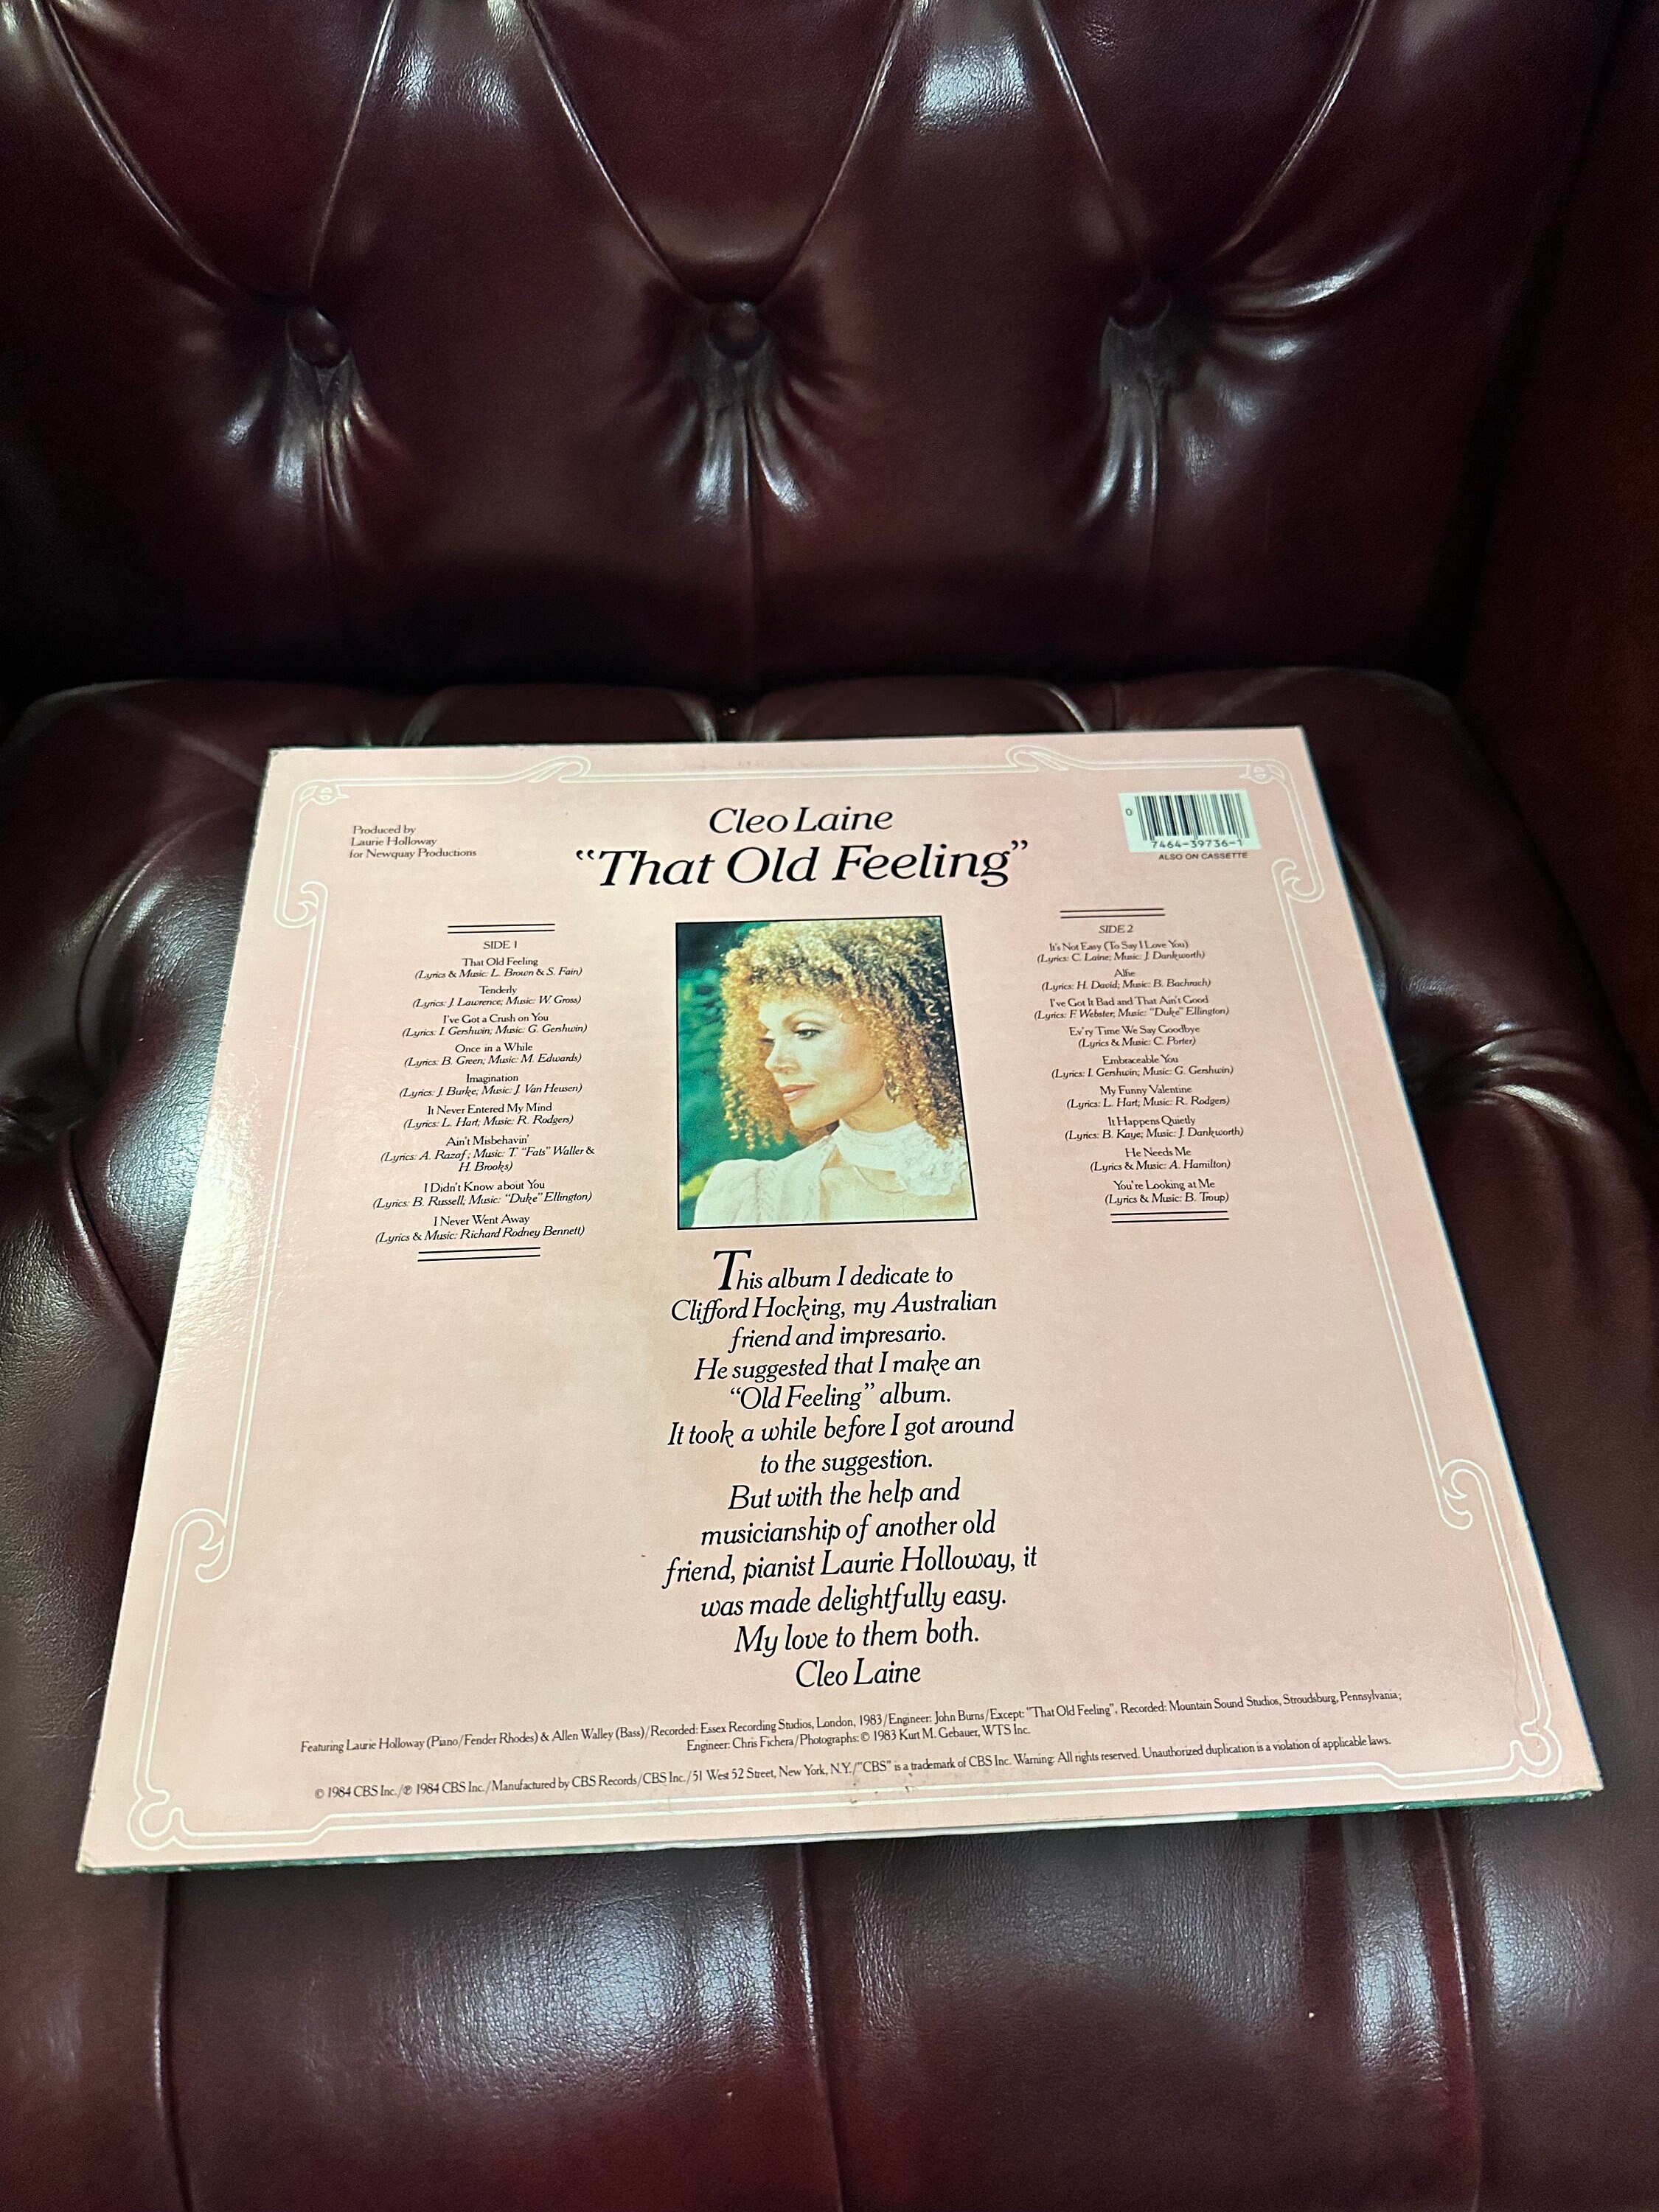 Produced by
Laurie Holloway
for Newquay Productions
Cleo Laine
“That Old Feeling”
0
7464-39736-1
ALSO ON CASSETTE
SIDE 1
That Old Feeling
(Lyrics & Music: L. Brown & S. Fain)
Tenderly
(Lyrics: J. Lawrence; Music: W. Gross)
I've Got a Crush on You
(Lyrics: I. Gershwin; Music: G. Gershwin)
Once in a While
(Lyrics: B. Green; Music: M. Edwards)
Imagination
(Lyrics: J. Burke; Music: J. Van Heusen)
It Never Entered My Mind
(Lyrics: L. Hart; Music: R. Rodgers)
Ain't Misbehavin'
(Lyrics: A. Razaf; Music: T. “Fats” Waller &
H. Brooks)
I Didn't Know about You
(Lyrics: B. Russell; Music: “Duke” Ellington)
I Never Went Away
(Lyrics & Music: Richard Rodney Bennett)
SIDE 2
It's Not Easy (To Say I Love You)
(Lyrics: C. Laine; Music: J. Dankworth)
Alfie
(Lyrics: H. David; Music: B. Bachrach)
I've Got It Bad and That Ain't Good
(Lyrics: F. Webster; Music: “Duke” Ellington)
Ev'ry Time We Say Goodbye
(Lyrics & Music: C. Porter)
Embraceable You
(Lyrics: I. Gershwin; Music: G. Gershwin)
My Funny Valentine
(Lyrics: L. Hart; Music: R. Rodgers)
It Happens Quietly
(Lyrics: B. Kaye; Music: J. Dankworth)
He Needs Me
(Lyrics & Music: A. Hamilton)
You're Looking at Me
(Lyrics & Music: B. Troup)
This album I dedicate to
Clifford Hocking, my Australian
friend and impresario.
He suggested that I make an
“Old Feeling” album.
It took a while before I got around
to the suggestion.
But with the help and
musicianship of another old
friend, pianist Laurie Holloway, it
was made delightfully easy.
My love to them both.
Cleo Laine
Featuring Laurie Holloway (Piano/Fender Rhodes) & Allen Walley (Bass)/Recorded: Essex Recording Studios, London, 1983/Engineer: John Burns/Except: "That Old Feeling", Recorded: Mountain Sound Studios, Stroudsburg, Pennsylvania;
Engineer: Chris Fichera/Photographs: © 1983 Kurt M. Gebauer, WTS Inc.
© 1984 CBS Inc./℗ 1984 CBS Inc./Manufactured by CBS Records/CBS Inc./51 West 52 Street, New York, N.Y./"CBS" is a trademark of CBS Inc. Warning: All rights reserved. Unauthorized duplication is a violation of applicable laws.